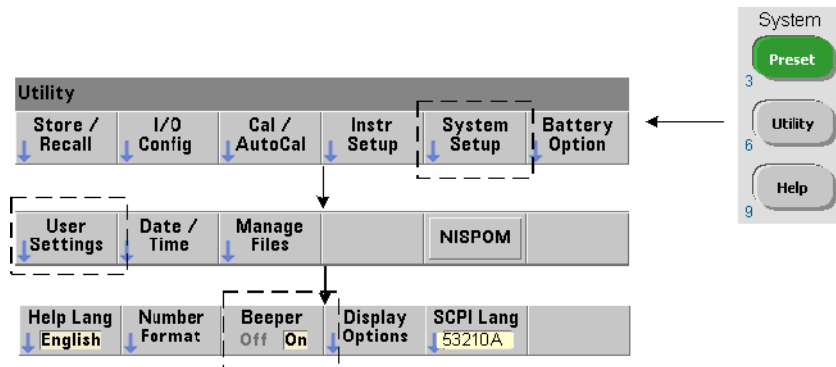 System
Preset
3
Utility
6
Help
9
Utility
Store / Recall
I/O Config
Cal / AutoCal
Instr Setup
System Setup
Battery Option
User Settings
Date / Time
Manage Files
NISPOM
Help Lang English
Number Format
Beeper Off On
Display Options
SCPI Lang 53210A